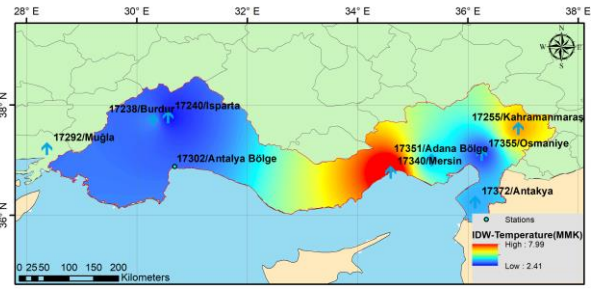 28° E 30° E 32° E 34° E 36° E 38° E
N
W E
S
38° N
17238/Burdur 17240/Isparta
17255/Kahramanmaraş
17292/Muğla
17351/Adana Bölge 17355/Osmaniye
17302/Antalya Bölge
17340/Mersin
17372/Antakya
36° N
Stations
IDW-Temperature(MMK)
High : 7.99
Low : 2.41
0 25 50 100 150 200
Kilometers